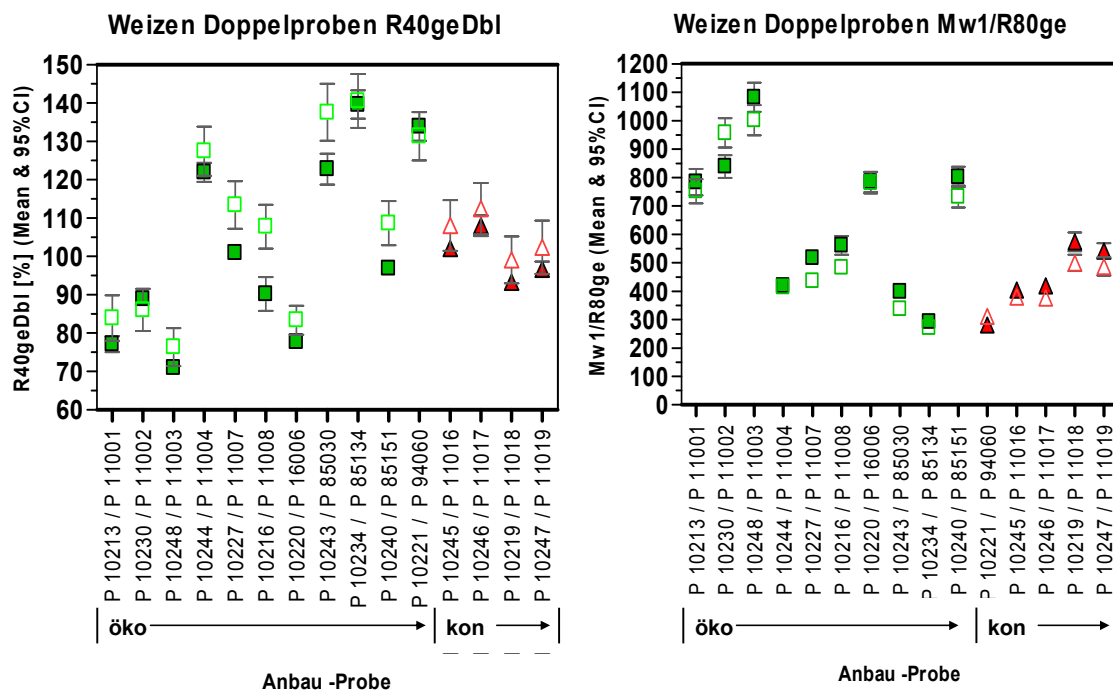 Weizen Doppelproben R40geDbl
R40geDbl [%] (Mean & 95%CI)
150
140
130
120
110
100
90
80
70
60
P 10213 / P 11001
P 10230 / P 11002
P 10248 / P 11003
P 10244 / P 11004
P 10227 / P 11007
P 10216 / P 11008
P 10220 / P 16006
P 10243 / P 85030
P 10234 / P 85134
P 10240 / P 85151
P 10221 / P 94060
P 10245 / P 11016
P 10246 / P 11017
P 10219 / P 11018
P 10247 / P 11019
öko
kon
Anbau -Probe
Weizen Doppelproben Mw1/R80ge
Mw1/R80ge (Mean & 95%CI)
1200
1100
1000
900
800
700
600
500
400
300
200
100
0
P 10213 / P 11001
P 10230 / P 11002
P 10248 / P 11003
P 10244 / P 11004
P 10227 / P 11007
P 10216 / P 11008
P 10220 / P 16006
P 10243 / P 85030
P 10234 / P 85134
P 10240 / P 85151
P 10221 / P 94060
P 10245 / P 11016
P 10246 / P 11017
P 10219 / P 11018
P 10247 / P 11019
öko
kon
Anbau -Probe